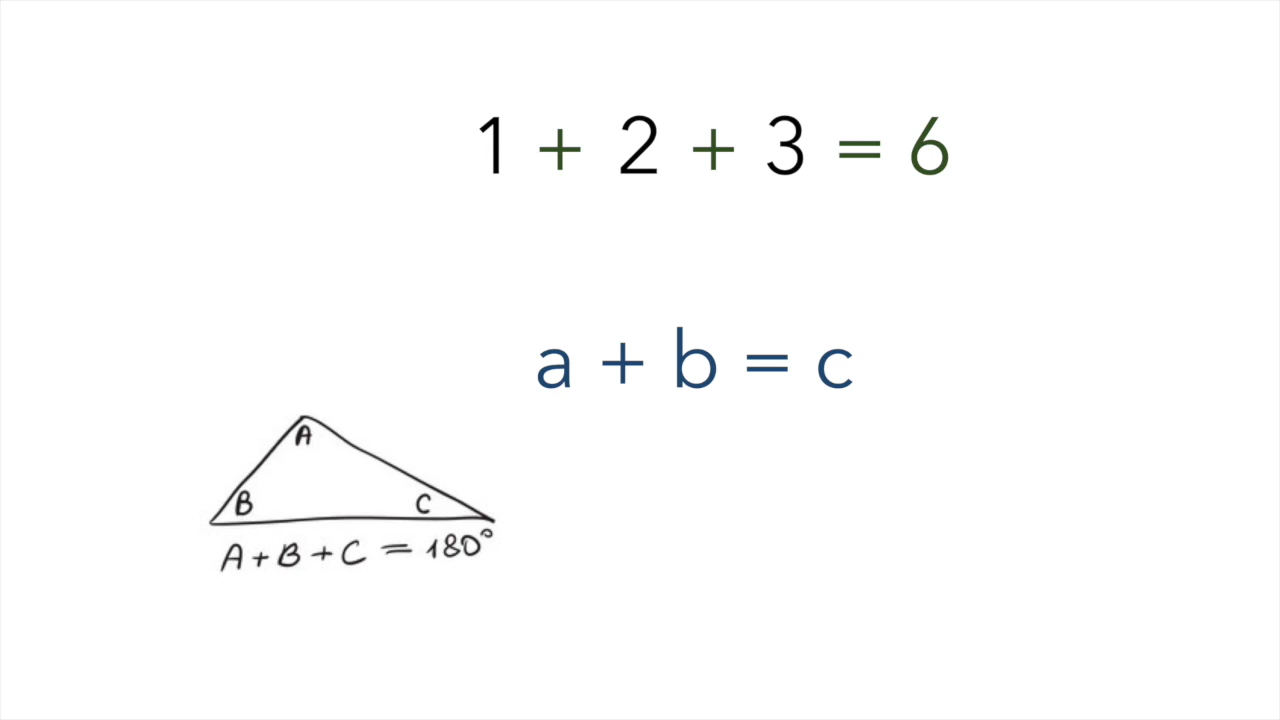 1 + 2 + 3 = 6
a + b = c
A
B C
A + B + C = 180°